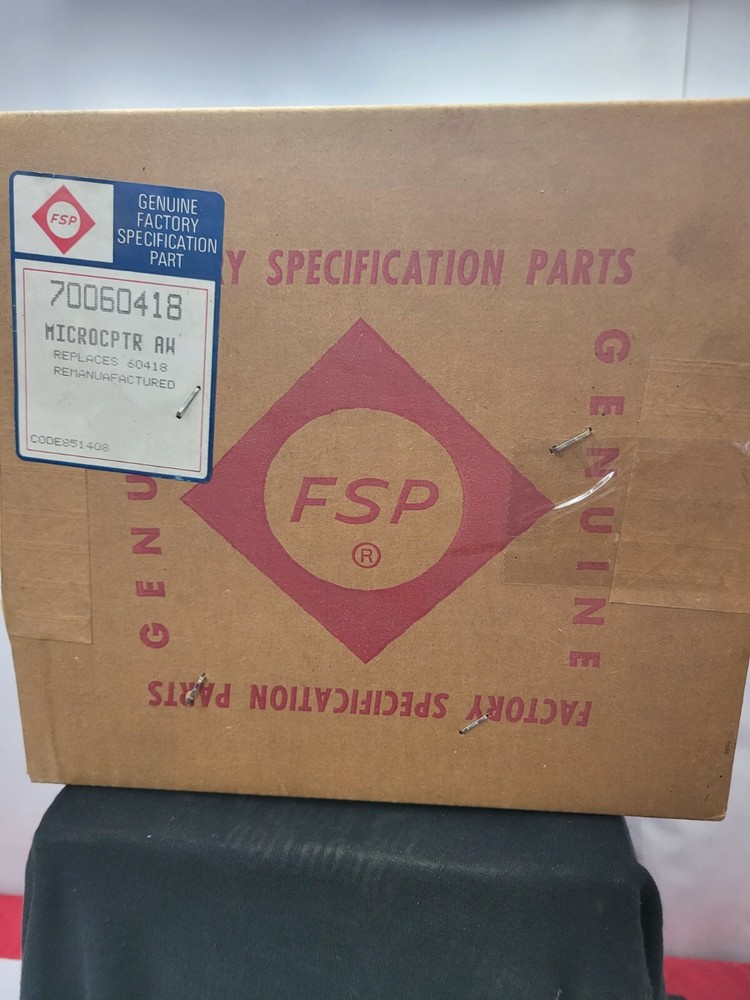 FSP
GENUINE
FACTORY
SPECIFICATION
PART
70060418
MICROCPTR AW
REPLACES 60418
REMANUAFACTURED
CODE851408
Y SPECIFICATION PARTS
GENUINE
FSP
®
GENU
FACTORY SPECIFICATION PARTS